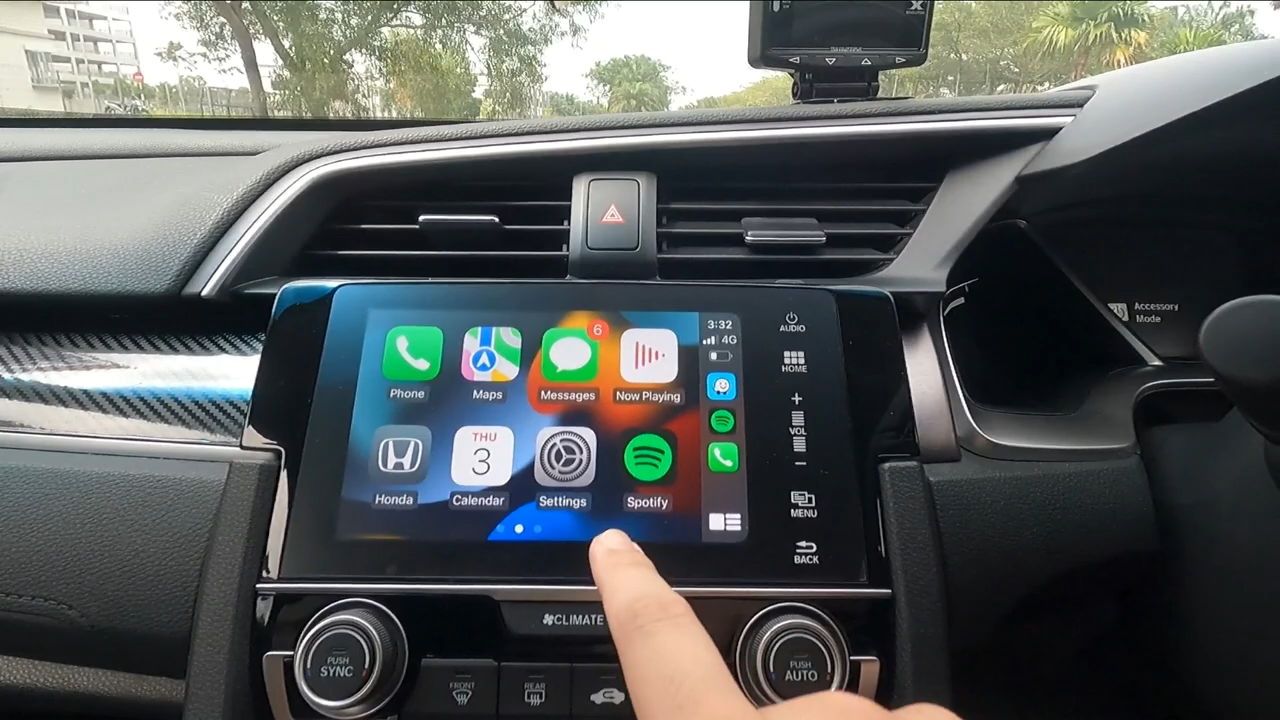 AUDIO
3:32
4G
6
Phone
Maps
Messages
Now Playing
HOME
VOL
THU
3
Honda
Calendar
Settings
Spotify
MENU
BACK
Accessory
Mode
CLIMATE
PUSH
SYNC
FRONT
REAR
PUSH
AUTO